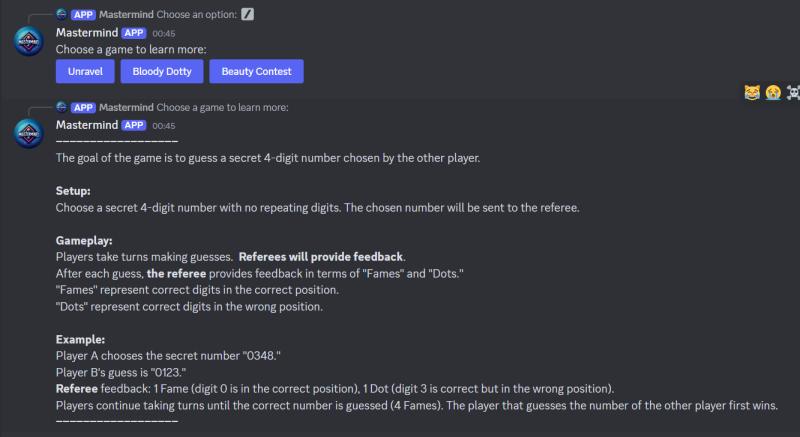 APP Mastermind Choose an option:
Mastermind APP 00:45
Choose a game to learn more:
Unravel Bloody Dotty Beauty Contest
APP Mastermind Choose a game to learn more:
Mastermind APP 00:45
------------------
The goal of the game is to guess a secret 4-digit number chosen by the other player.
Setup:
Choose a secret 4-digit number with no repeating digits. The chosen number will be sent to the referee.
Gameplay:
Players take turns making guesses. Referees will provide feedback.
After each guess, the referee provides feedback in terms of "Fames" and "Dots."
"Fames" represent correct digits in the correct position.
"Dots" represent correct digits in the wrong position.
Example:
Player A chooses the secret number "0348."
Player B's guess is "0123."
Referee feedback: 1 Fame (digit 0 is in the correct position), 1 Dot (digit 3 is correct but in the wrong position).
Players continue taking turns until the correct number is guessed (4 Fames). The player that guesses the number of the other player first wins.
------------------